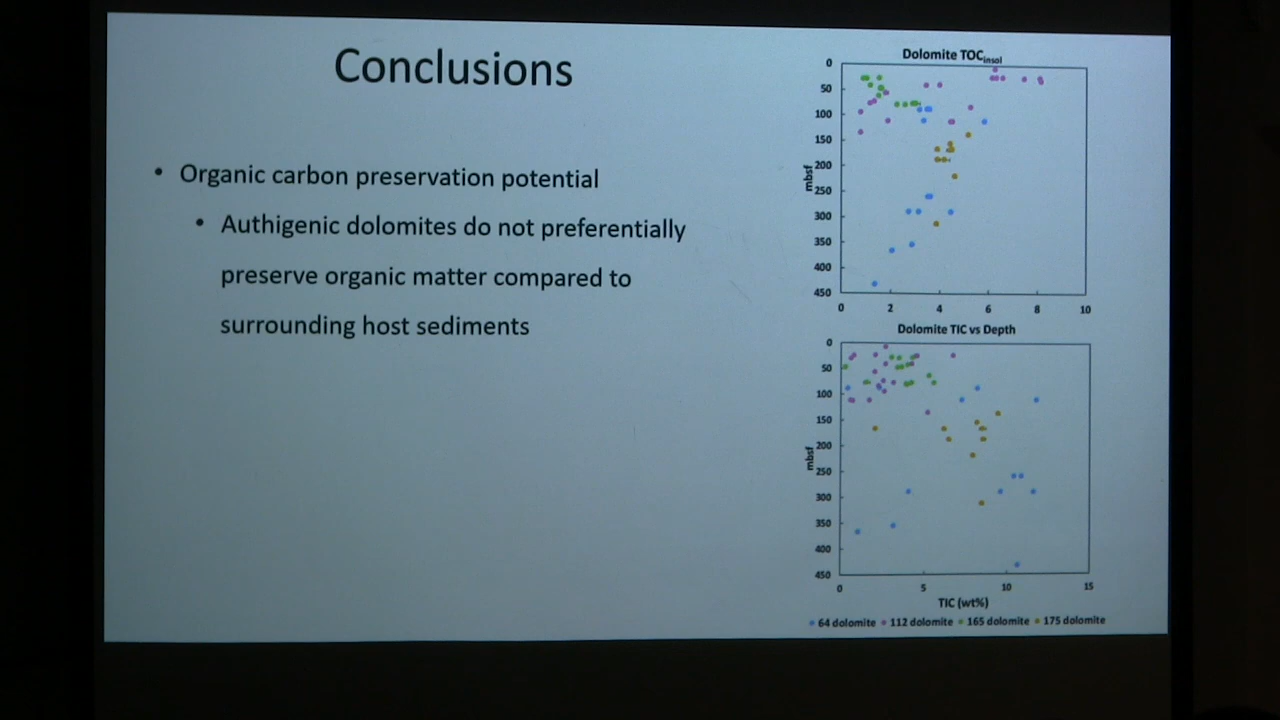 Conclusions
• Organic carbon preservation potential
• Authigenic dolomites do not preferentially
preserve organic matter compared to
surrounding host sediments
Dolomite TOCinsol
0
50
100
150
200
250
300
350
400
450
mbsf
0 2 4 6 8 10
Dolomite TIC vs Depth
0
50
100
150
200
250
300
350
400
450
mbsf
0 5 10 15
TIC (wt%)
64 dolomite 112 dolomite 165 dolomite 175 dolomite